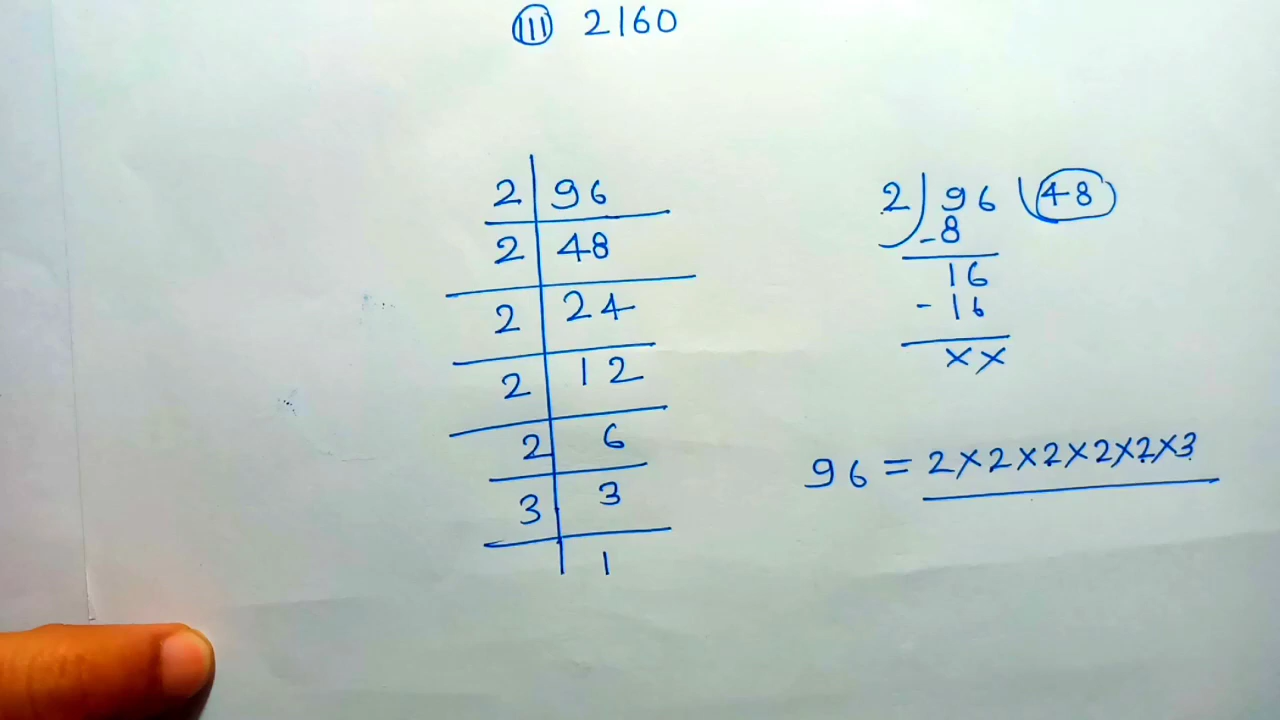 (III) 2160
2 | 96
2 | 48
2 | 24
2 | 12
2 | 6
3 | 3
1
2 ) 96 ( 48
-8
16
-16
××
96 = 2×2×2×2×2×3